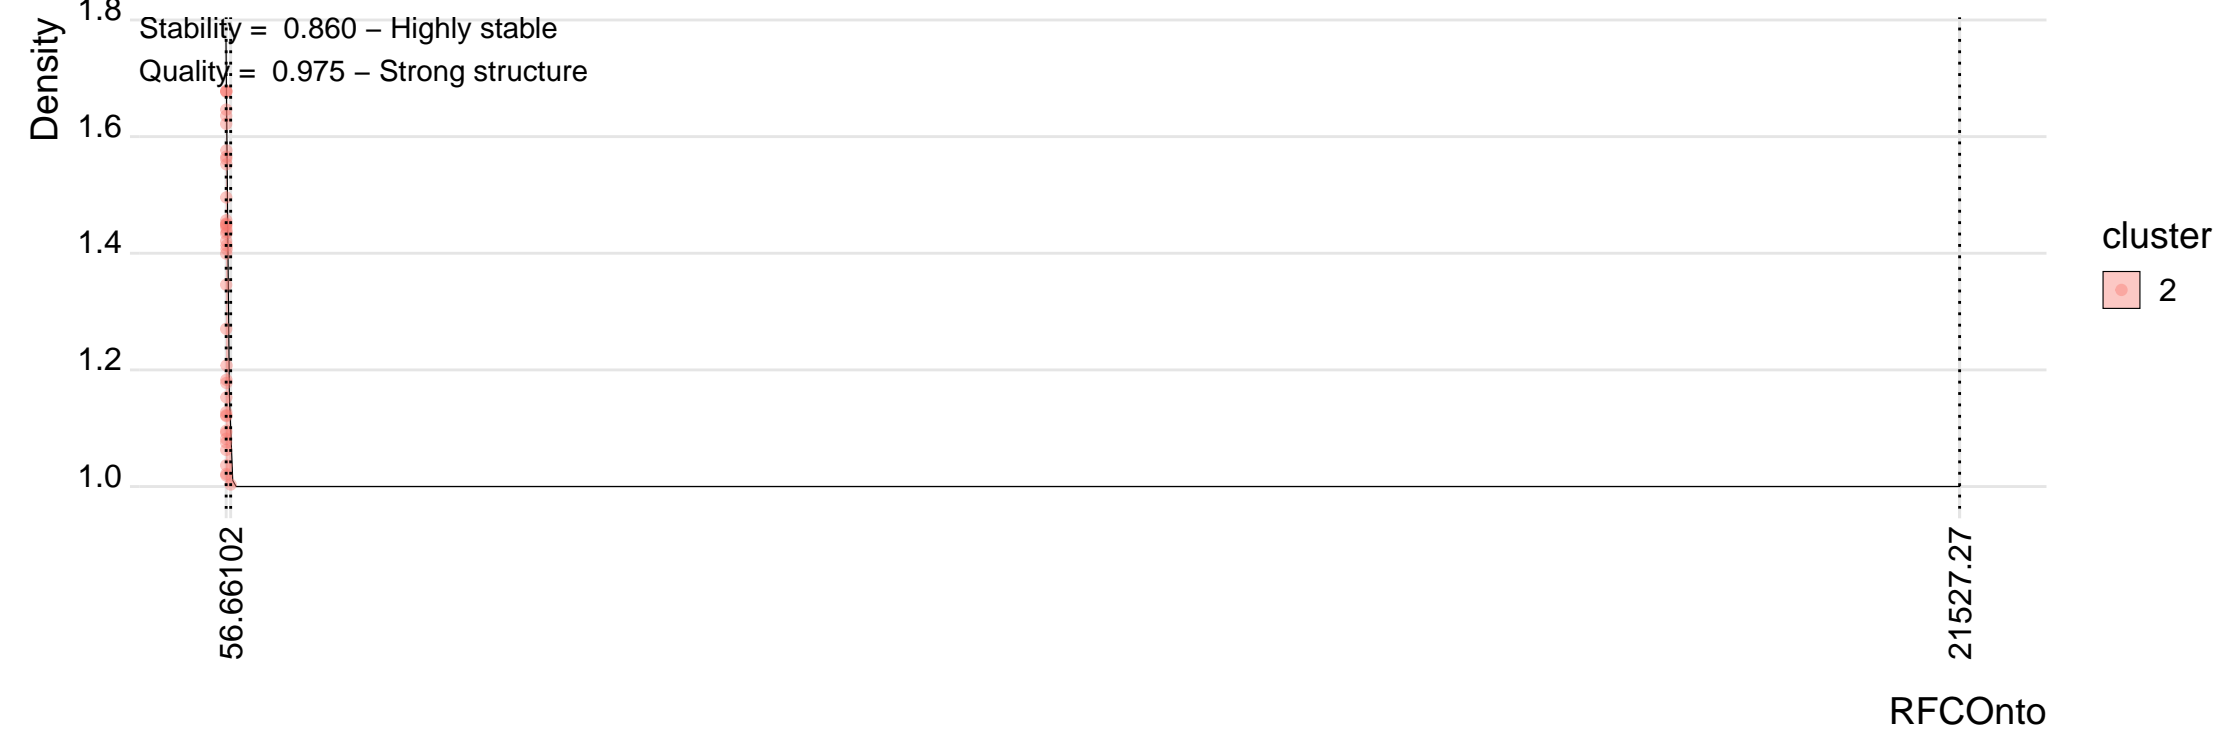 1.8
Stability = 0.860 – Highly stable
Quality = 0.975 – Strong structure
Density
1.6
1.4
1.2
1.0
cluster
2
56.66102
21527.27
RFCOnto